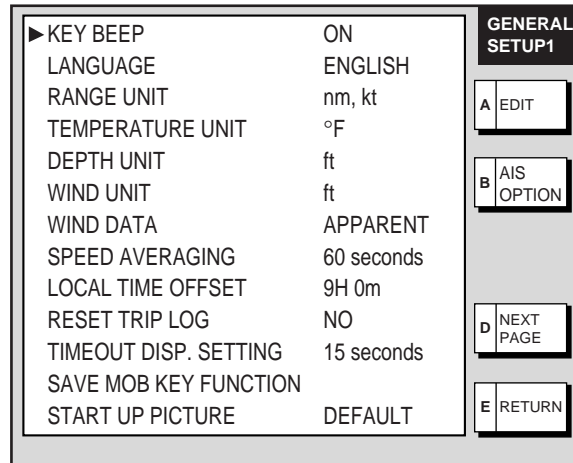 ▶KEY BEEP ON
LANGUAGE ENGLISH
RANGE UNIT nm, kt
TEMPERATURE UNIT °F
DEPTH UNIT ft
WIND UNIT ft
WIND DATA APPARENT
SPEED AVERAGING 60 seconds
LOCAL TIME OFFSET 9H 0m
RESET TRIP LOG NO
TIMEOUT DISP. SETTING 15 seconds
SAVE MOB KEY FUNCTION
START UP PICTURE DEFAULT
GENERAL
SETUP1
A EDIT
B AIS
OPTION
D NEXT
PAGE
E RETURN